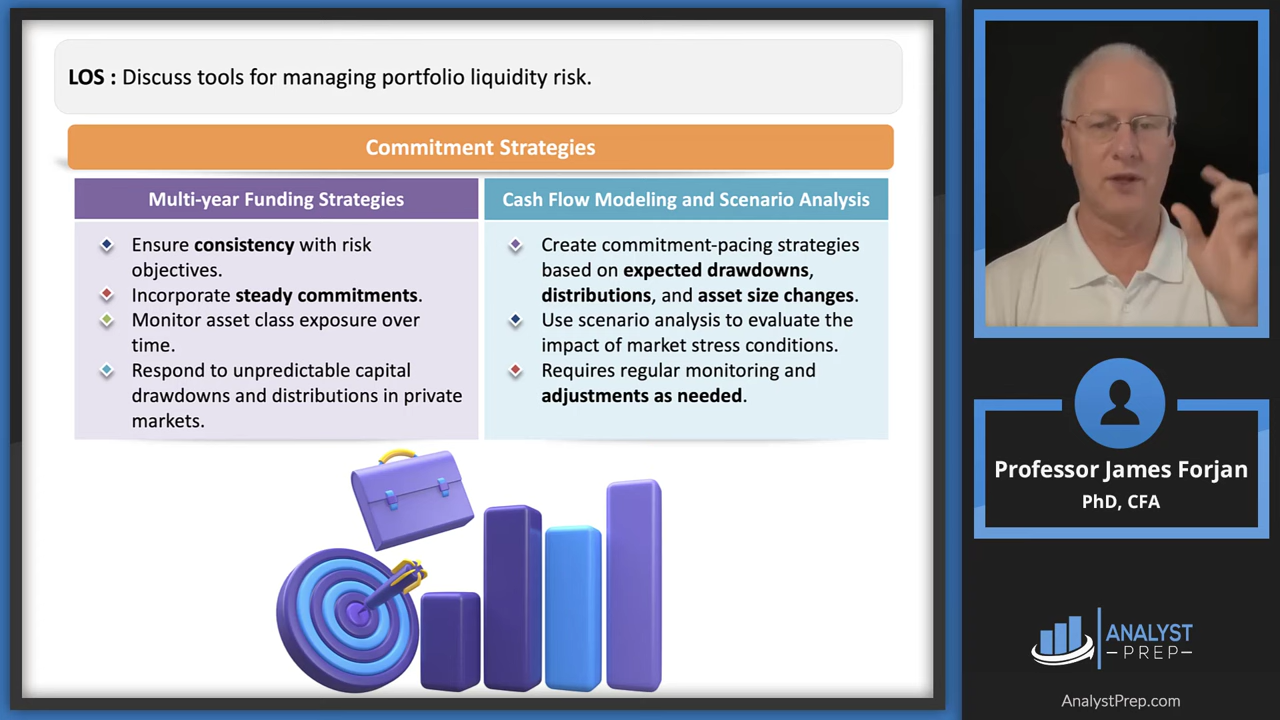 LOS : Discuss tools for managing portfolio liquidity risk.
Commitment Strategies
Multi-year Funding Strategies
Ensure consistency with risk
objectives.
Incorporate steady commitments.
Monitor asset class exposure over
time.
Respond to unpredictable capital
drawdowns and distributions in private
markets.
Cash Flow Modeling and Scenario Analysis
Create commitment-pacing strategies
based on expected drawdowns,
distributions, and asset size changes.
Use scenario analysis to evaluate the
impact of market stress conditions.
Requires regular monitoring and
adjustments as needed.
Professor James Forjan
PhD, CFA
ANALYST
PREP
AnalystPrep.com